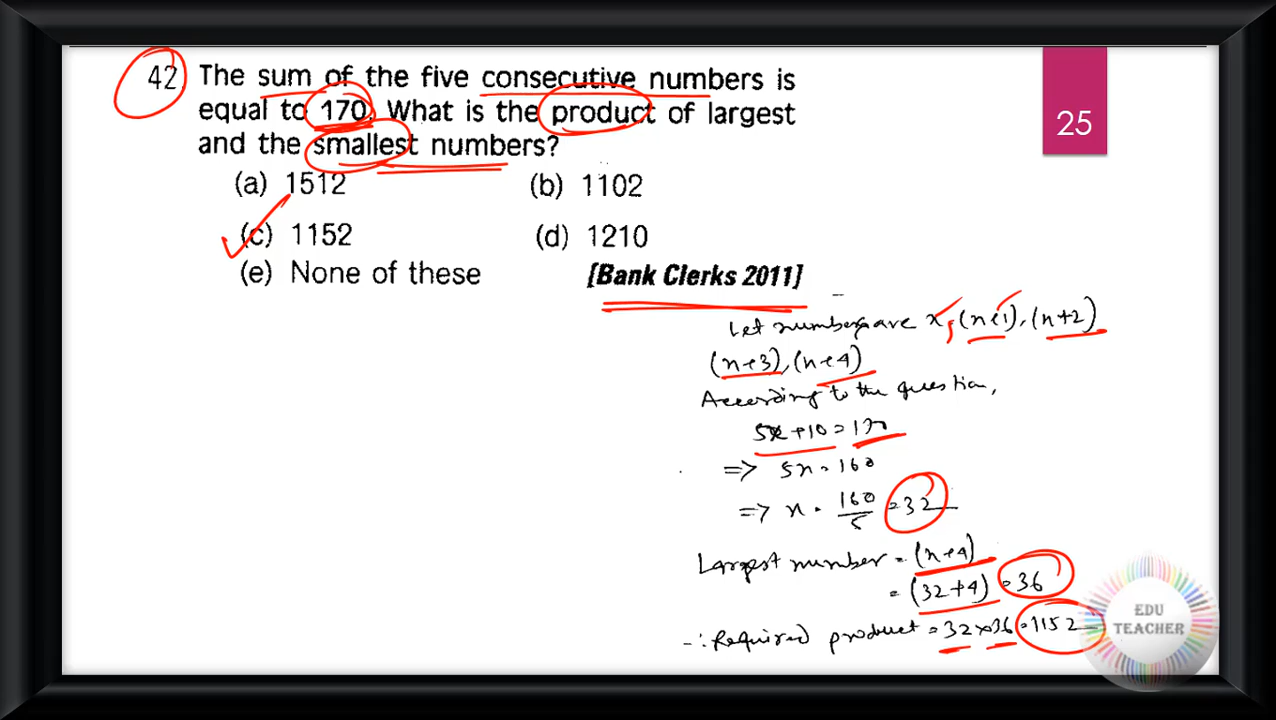 42 The sum of the five consecutive numbers is
equal to 170. What is the product of largest
and the smallest numbers?
(a) 1512 (b) 1102
(c) 1152 (d) 1210
(e) None of these [Bank Clerks 2011]
25
Let numbers are x, (x+1), (x+2)
(x+3), (x+4)
According to the question,
5x+10=170
=> 5x=160
=> x = 160/5 = 32
Largest number = (x+4)
= (32+4) = 36
∴ Required product = 32×36 = 1152
EDU
TEACHER